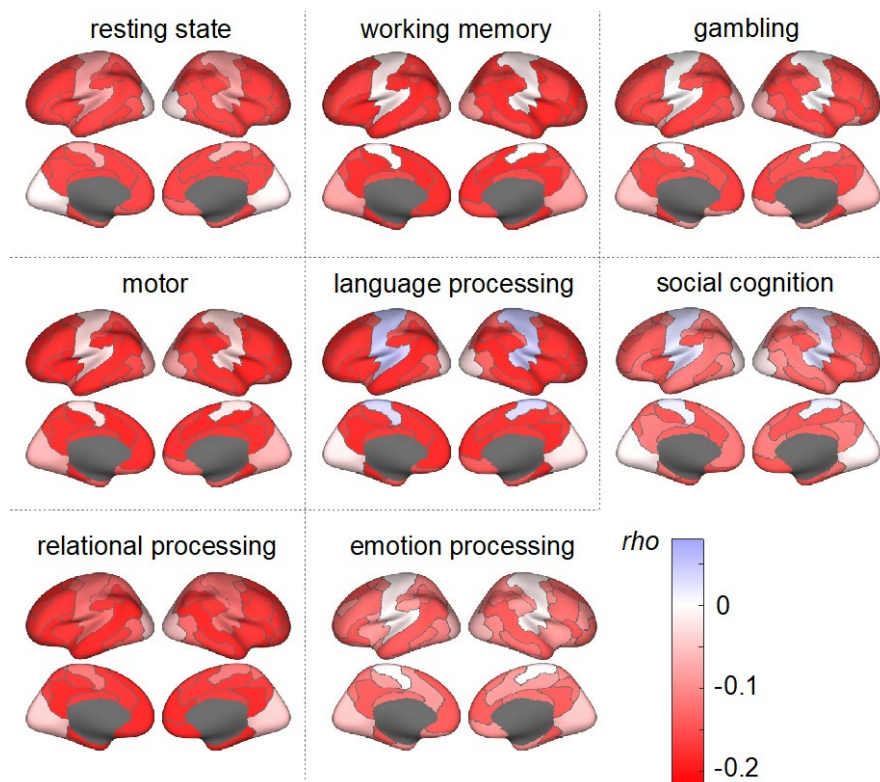 resting state
working memory
gambling
motor
language processing
social cognition
relational processing
emotion processing
rho
0
-0.1
-0.2